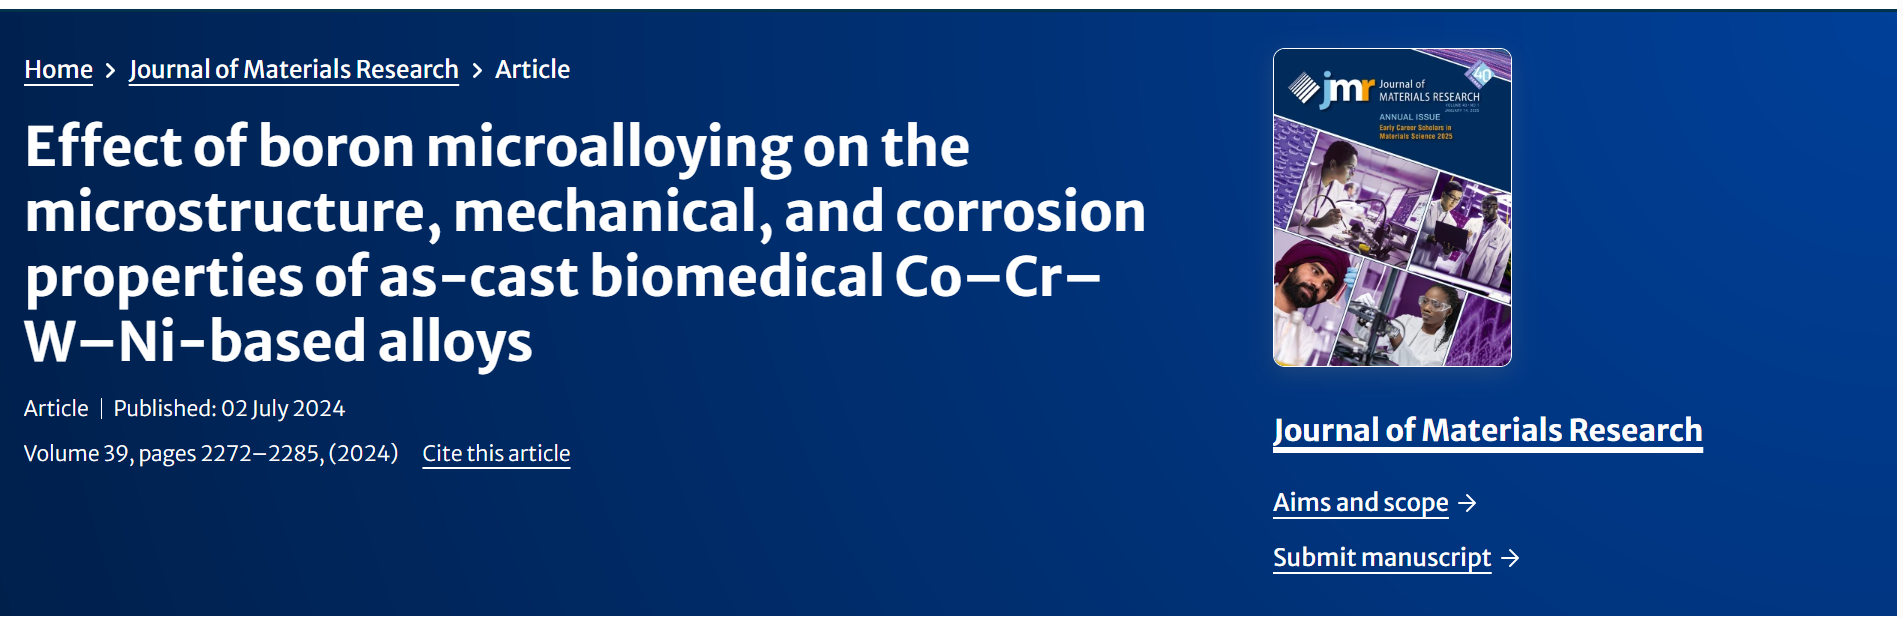 Home > Journal of Materials Research > Article
Effect of boron microalloying on the
microstructure, mechanical, and corrosion
properties of as-cast biomedical Co–Cr–
W–Ni-based alloys
Article | Published: 02 July 2024
Volume 39, pages 2272–2285, (2024) Cite this article
40
jmr Journal of
MATERIALS RESEARCH
ANNUAL ISSUE
Early Career Scholars in
Materials Science 2025
Journal of Materials Research
Aims and scope →
Submit manuscript →